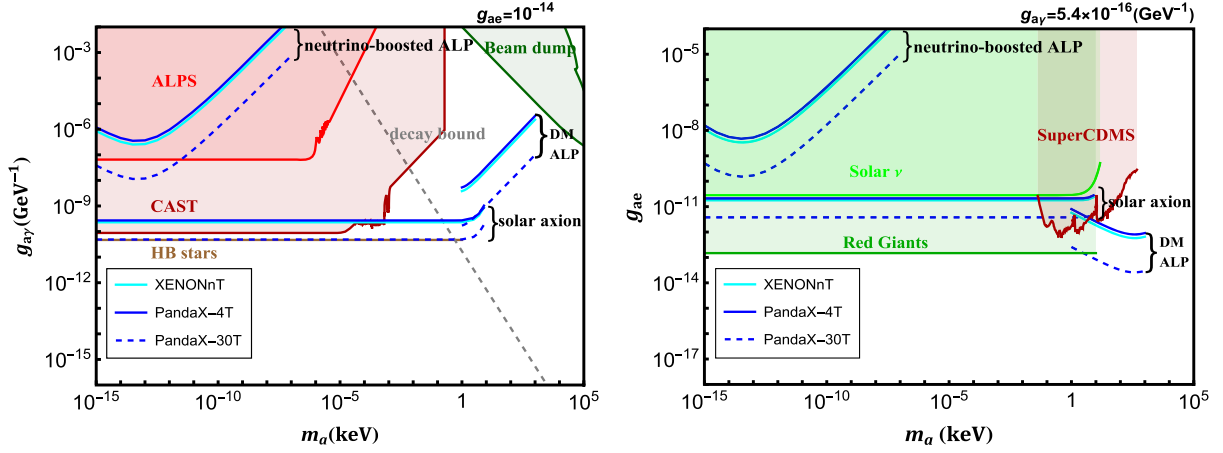 g_ae=10^-14
10^-3
10^-6
10^-9
10^-12
10^-15
g_aγ(GeV^-1)
neutrino-boosted ALP
Beam dump
ALPS
decay bound
DM
ALP
CAST
solar axion
HB stars
XENONnT
PandaX-4T
PandaX-30T
10^-15
10^-10
10^-5
1
10^5
m_a(keV)
g_aγ=5.4×10^-16(GeV^-1)
10^-5
10^-8
10^-11
10^-14
10^-17
g_ae
neutrino-boosted ALP
SuperCDMS
Solar ν
solar axion
Red Giants
DM
ALP
XENONnT
PandaX-4T
PandaX-30T
10^-15
10^-10
10^-5
1
10^5
m_a(keV)